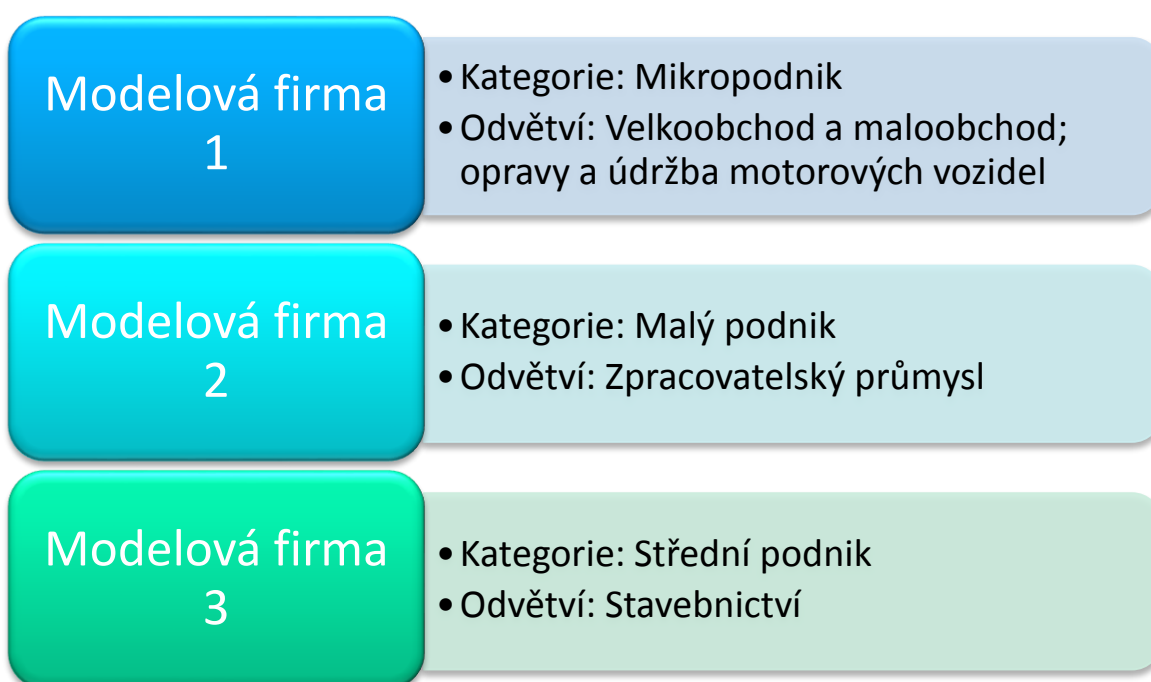 Modelová firma
1
• Kategorie: Mikropodnik
• Odvětví: Velkoobchod a maloobchod;
opravy a údržba motorových vozidel
Modelová firma
2
• Kategorie: Malý podnik
• Odvětví: Zpracovatelský průmysl
Modelová firma
3
• Kategorie: Střední podnik
• Odvětví: Stavebnictví